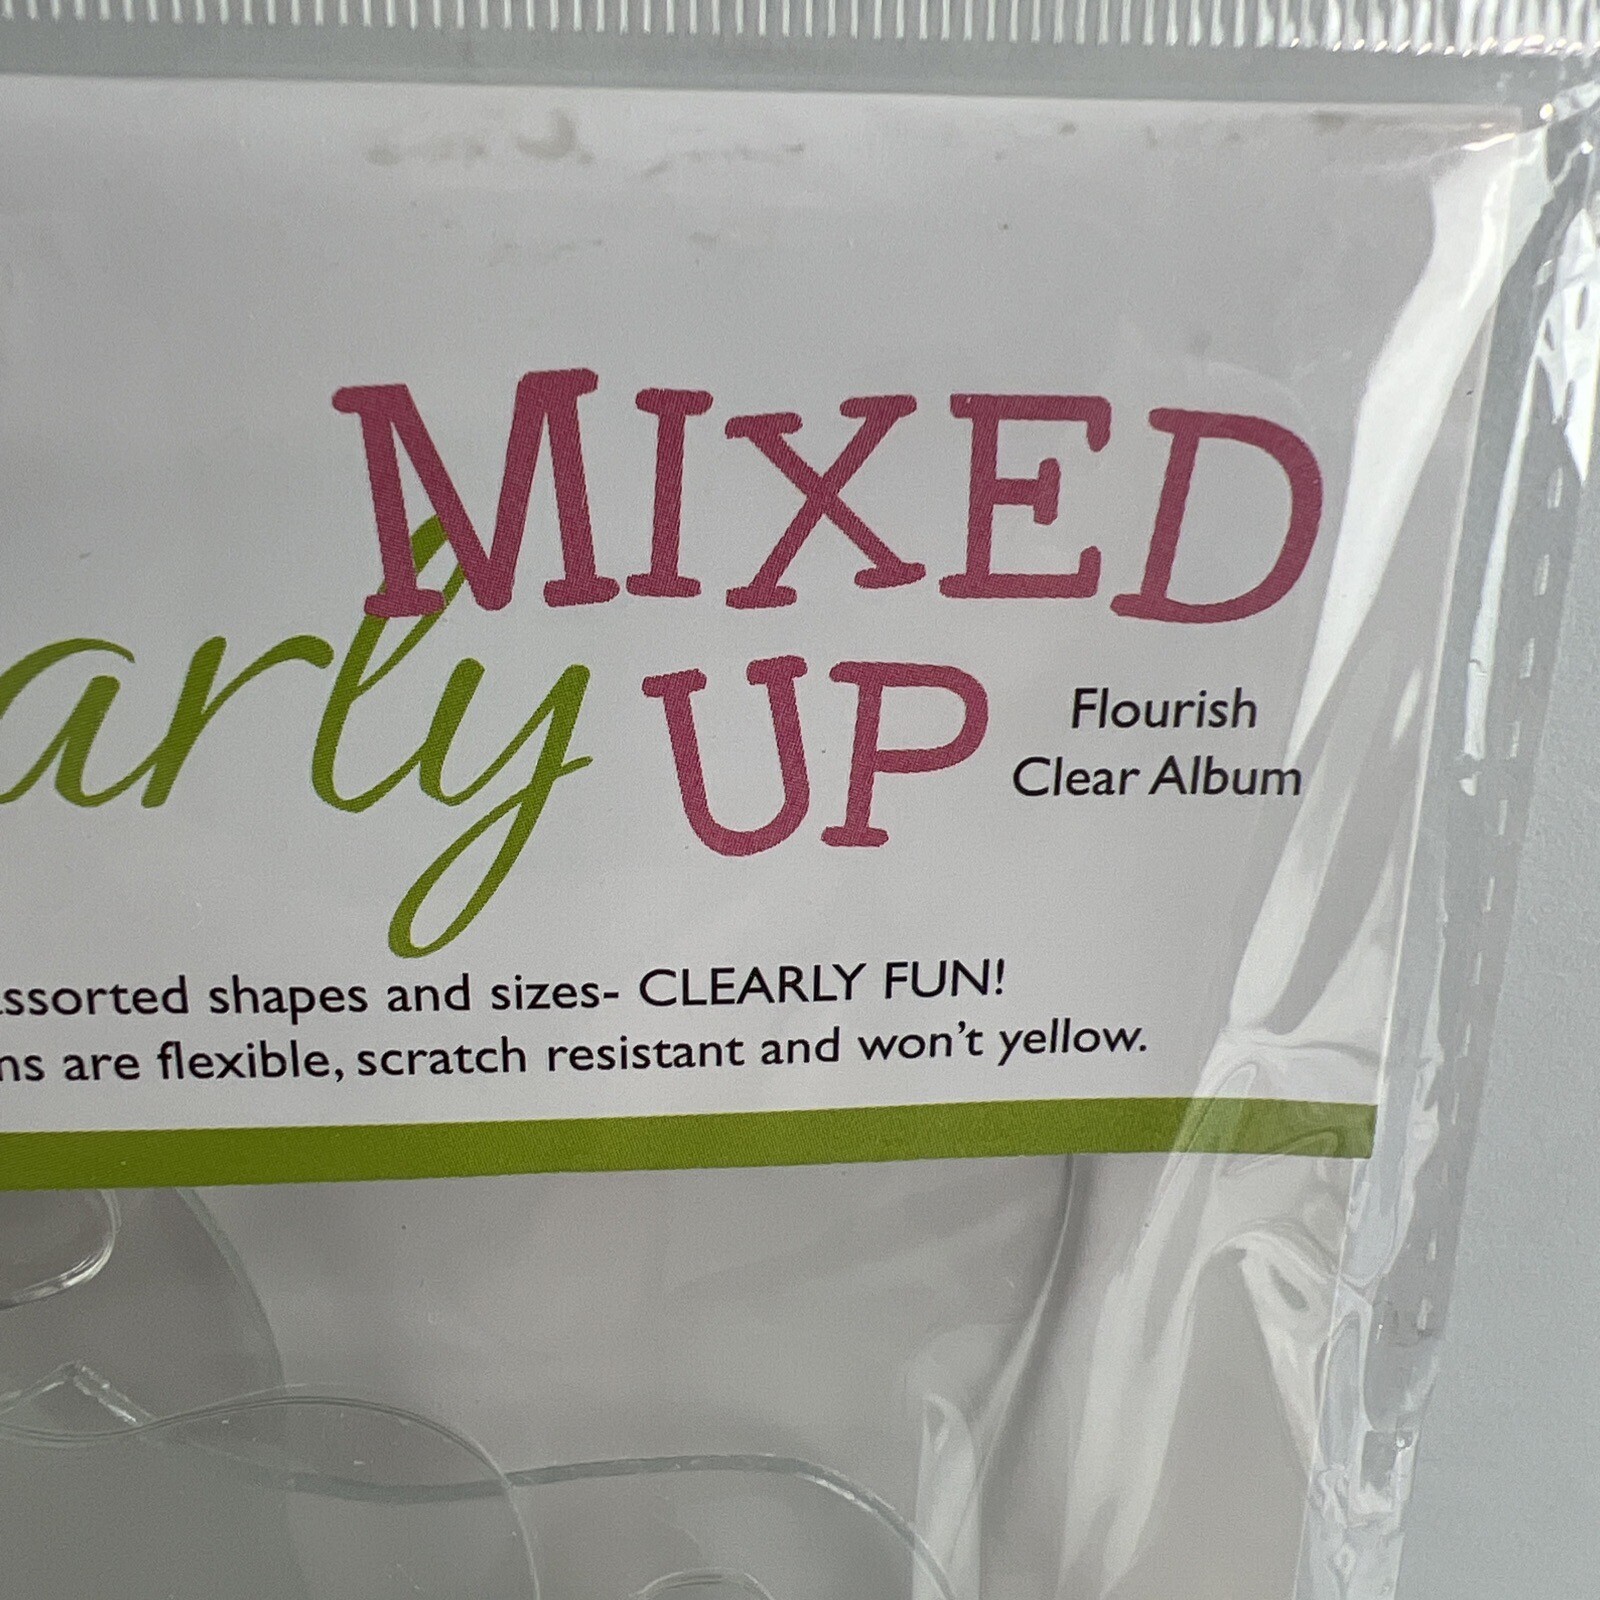 MIXED
arly UP
Flourish
Clear Album
ssorted shapes and sizes- CLEARLY FUN!
ns are flexible, scratch resistant and won't yellow.